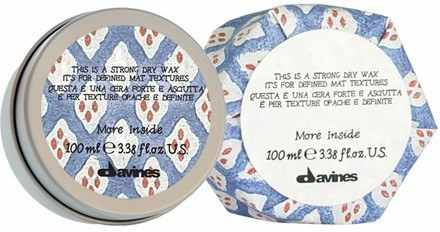 THIS IS A STRONG DRY WAX
IT'S FOR DEFINED MAT TEXTURES
QUESTA È UNA CERA FORTE E ASCIUTTA
E PER TEXTURE OPACHE E DEFINITE
More Inside
100 ml e 3.38 fl.oz. U.S.
davines
THIS IS A STRONG DRY WAX
IT'S FOR DEFINED MAT TEXTURES
QUESTA È UNA CERA FORTE E ASCIUTTA
E PER TEXTURE OPACHE E DEFINITE
More Inside
100 ml e 3.38 fl.oz. U.S.
davines